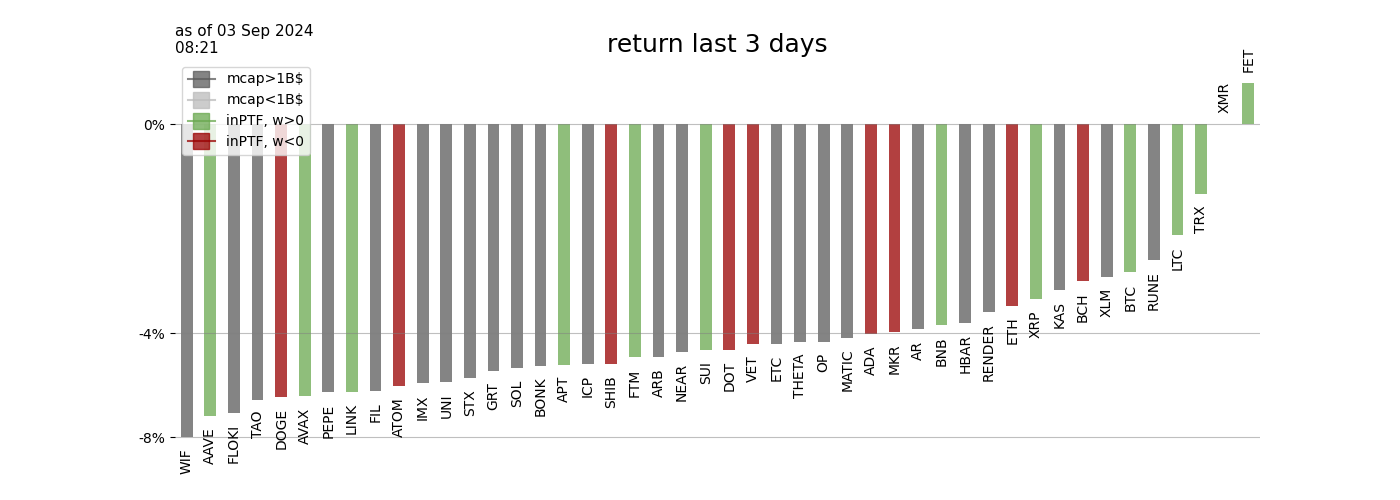 as of 03 Sep 2024
08:21
return last 3 days
mcap>1B$
mcap<1B$
inPTF, w>0
inPTF, w<0
0%
-4%
-8%
WIF
AAVE
FLOKI
TAO
DOGE
AVAX
PEPE
LINK
FIL
ATOM
IMX
UNI
STX
GRT
SOL
BONK
APT
ICP
SHIB
FTM
ARB
NEAR
SUI
DOT
VET
ETC
THETA
OP
MATIC
ADA
MKR
AR
BNB
HBAR
RENDER
ETH
XRP
KAS
BCH
XLM
BTC
RUNE
LTC
TRX
XMR
FET